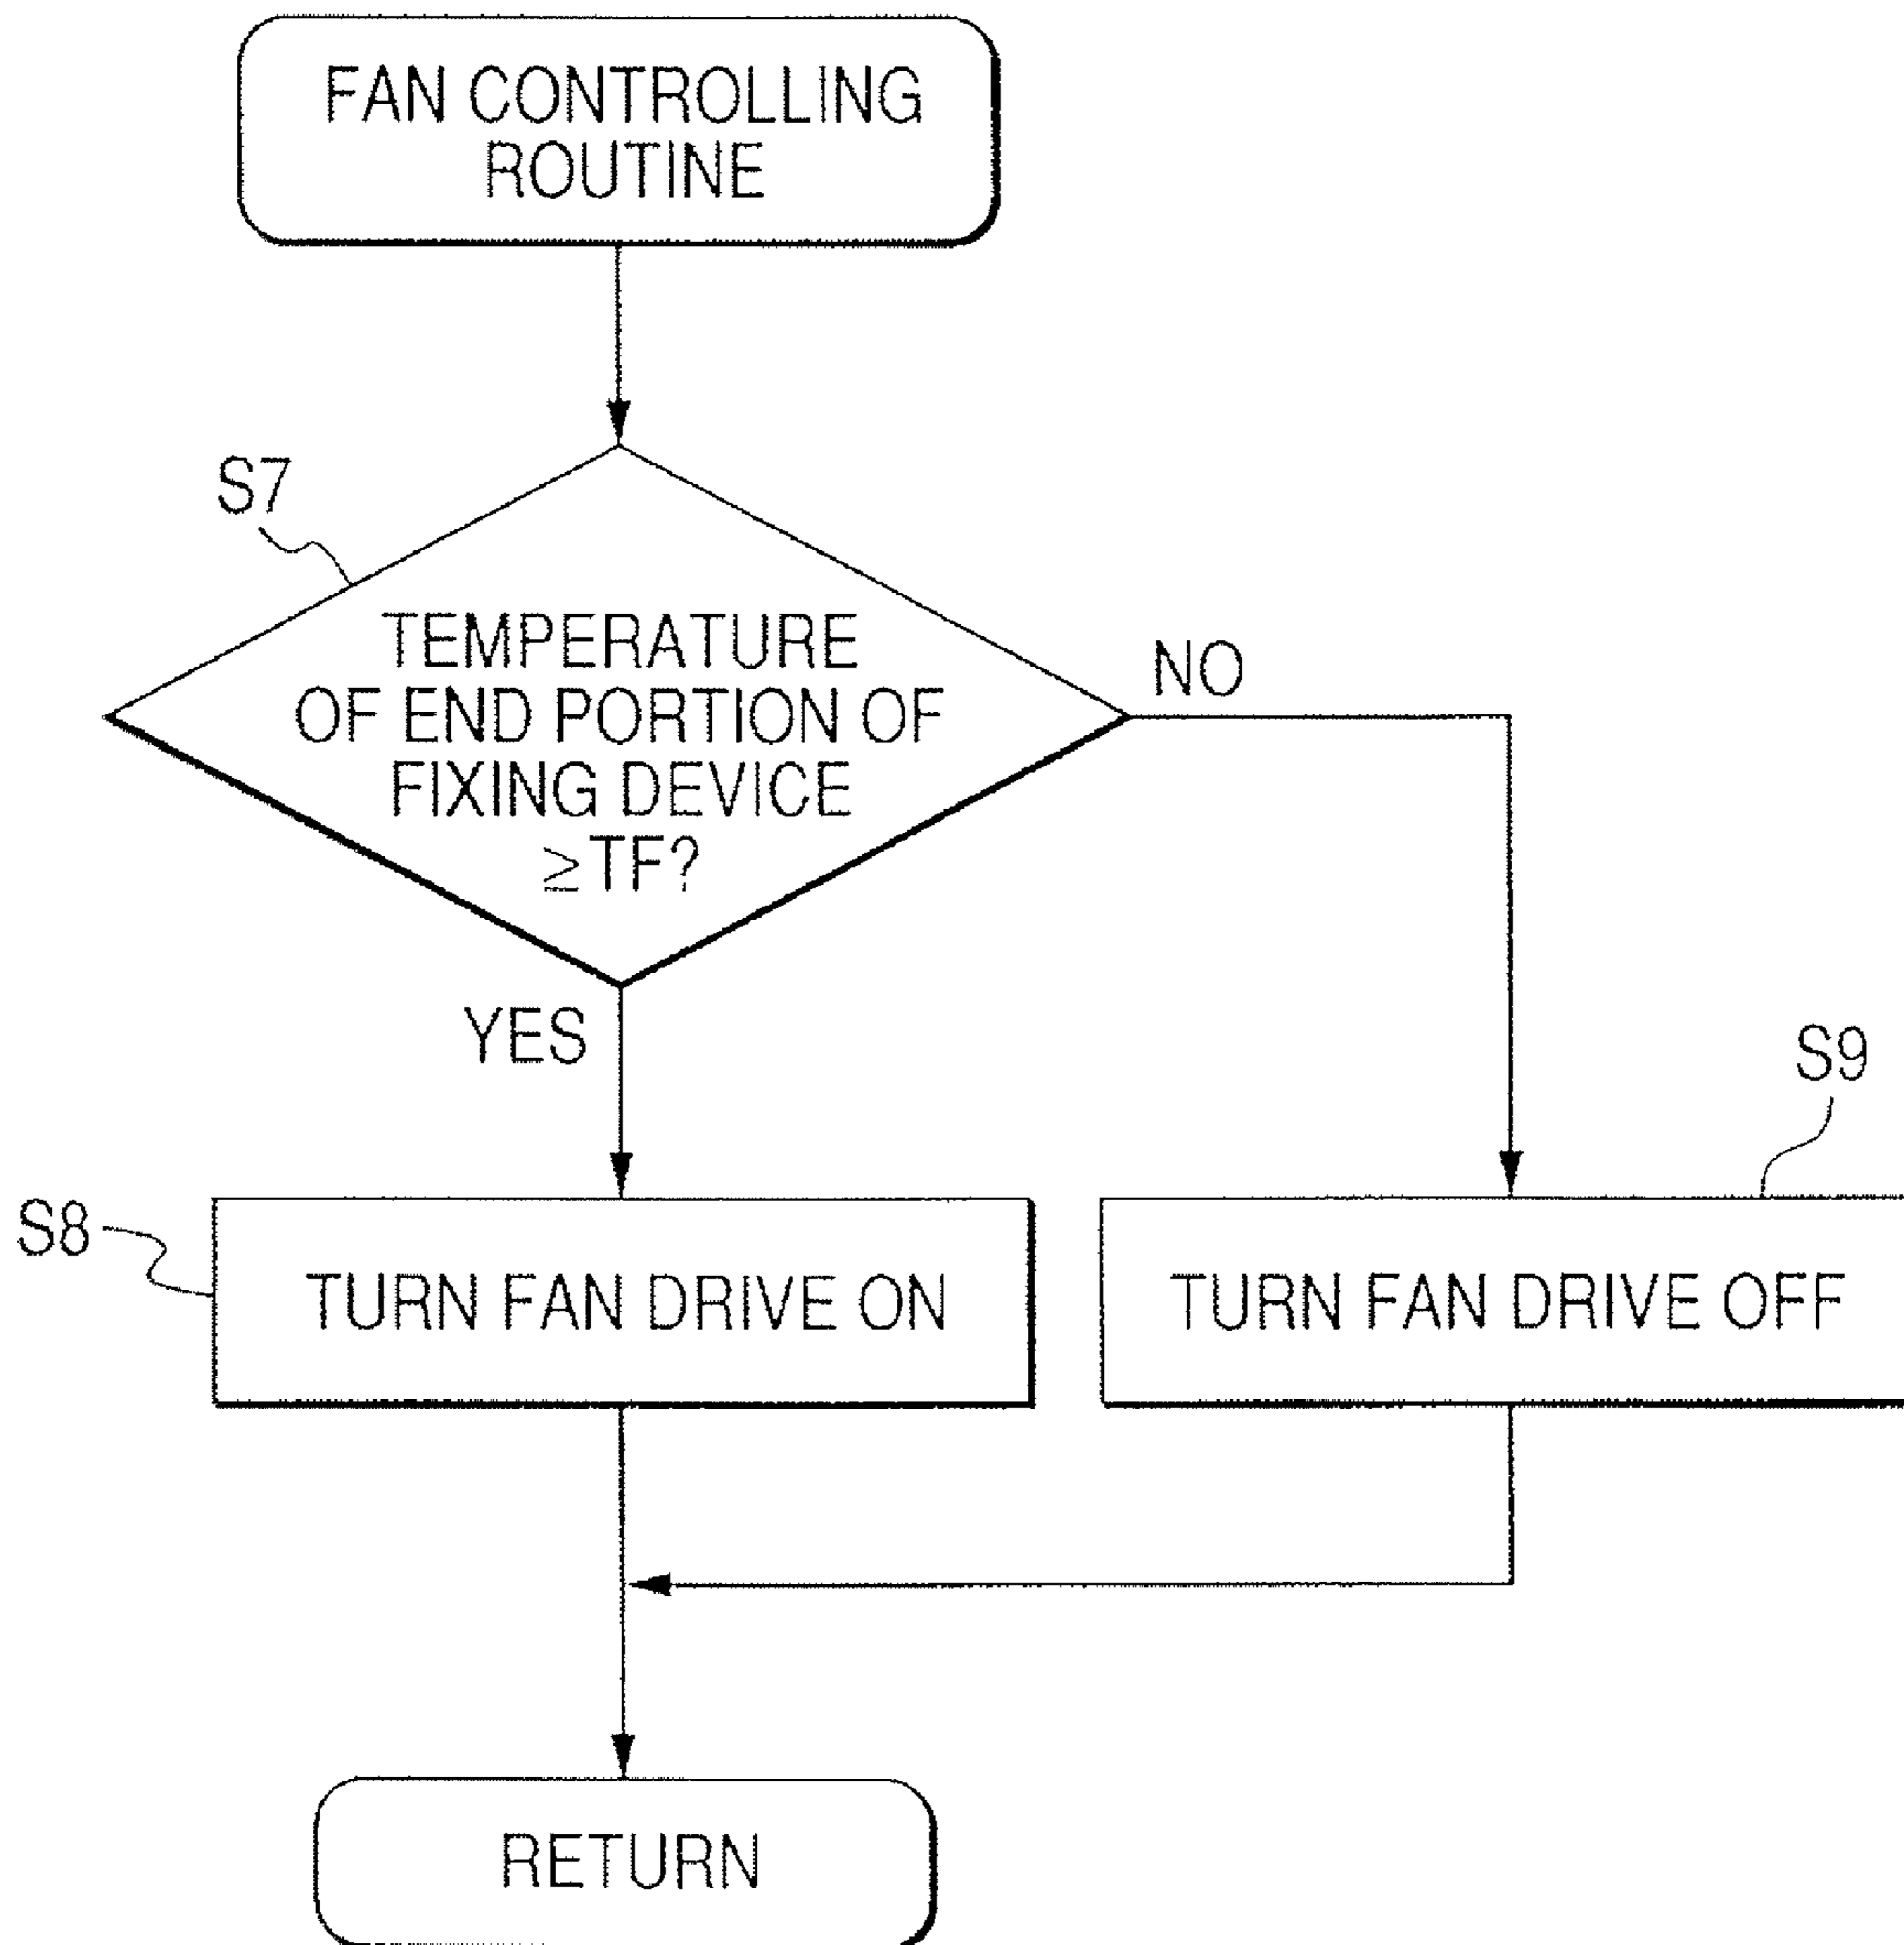 FAN CONTROLLING
ROUTINE
S7
TEMPERATURE
OF END PORTION OF
FIXING DEVICE
≥TF?
NO
YES
S9
S8
TURN FAN DRIVE ON
TURN FAN DRIVE OFF
RETURN